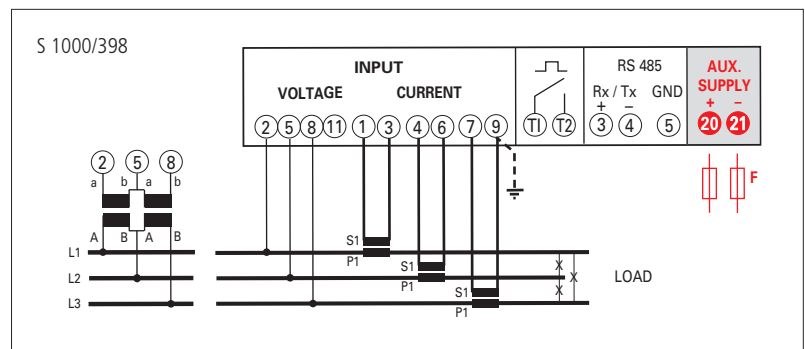 S 1000/398
INPUT
VOLTAGE CURRENT
RS 485
Rx / Tx GND
+ –
AUX.
SUPPLY
+ –
2 5 8 11 1 3 4 6 7 9 T1 T2 3 4 5 20 21
F
2 5 8
a b a b
A B A B
L1
L2
L3
S1
P1
S1
P1
S1
P1
X
X
X
LOAD